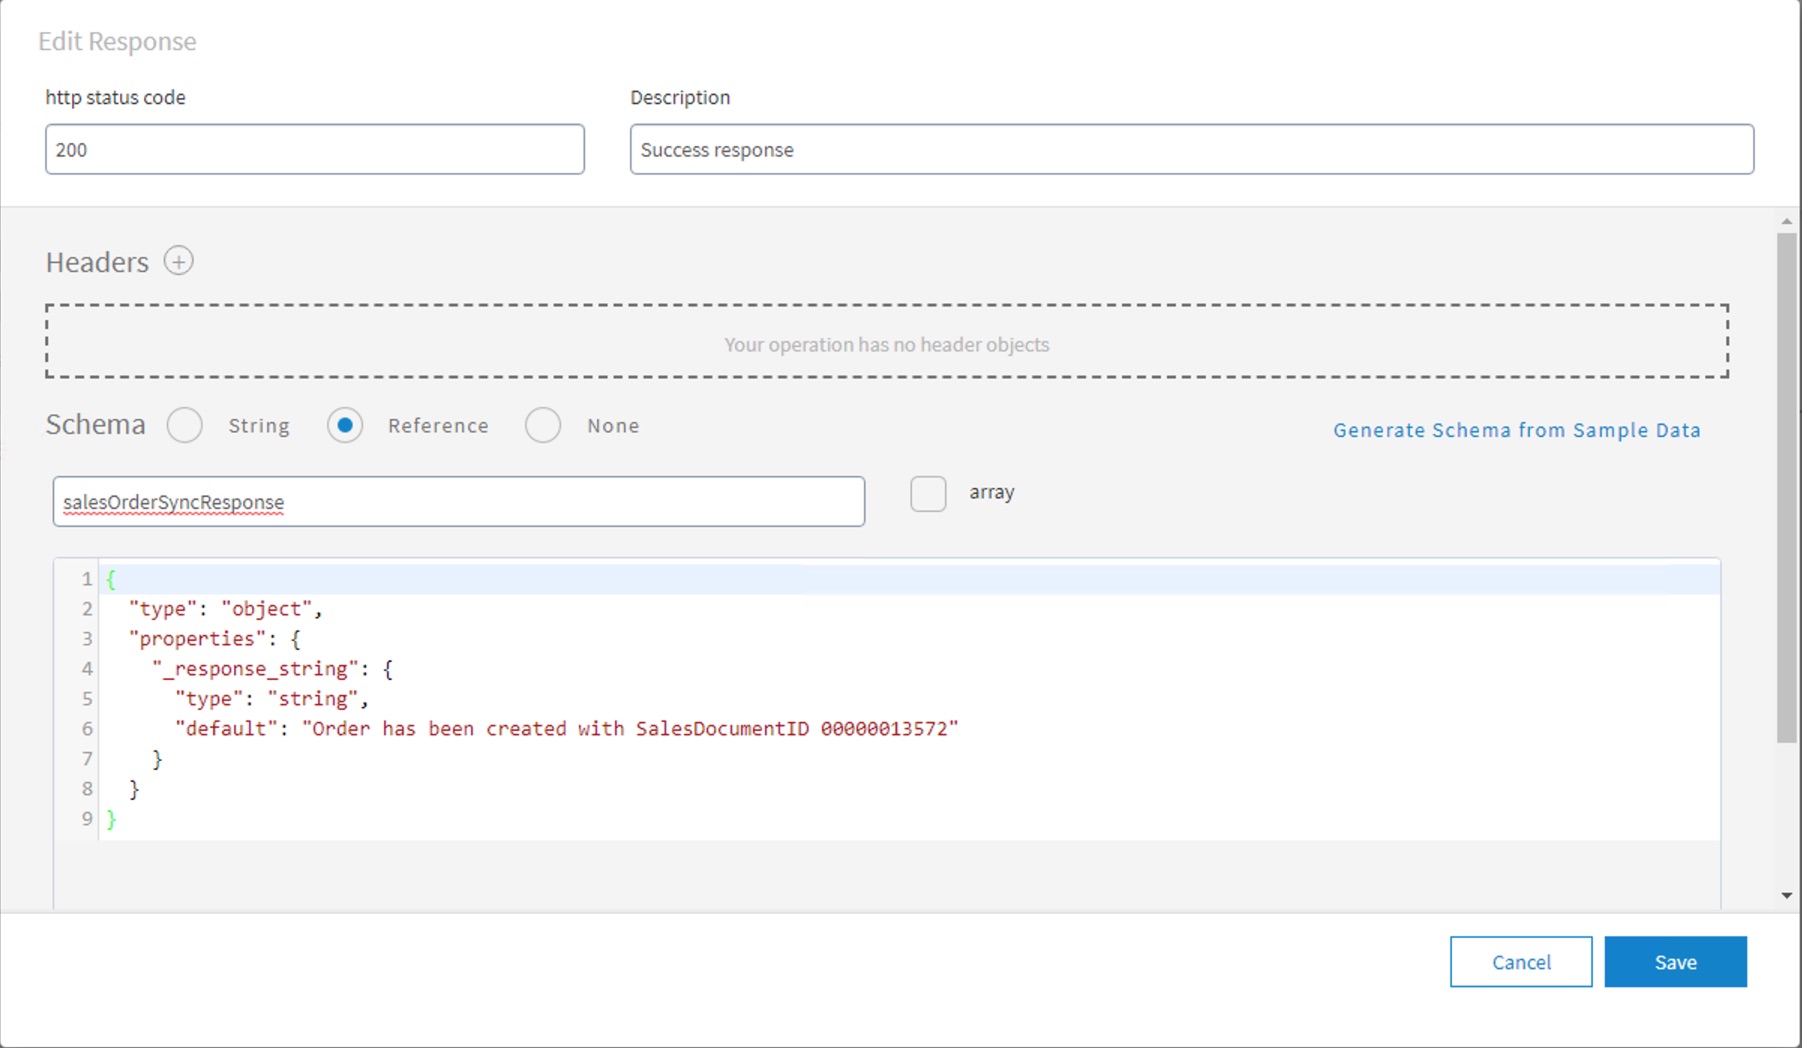 Edit Response
http status code
Description
200
Success response
Headers
Your operation has no header objects
Schema String Reference None
Generate Schema from Sample Data
salesOrderSyncResponse
array
1 {
2 "type": "object",
3 "properties": {
4 "_response_string": {
5 "type": "string",
6 "default": "Order has been created with SalesDocumentID 00000013572"
7 }
8 }
9 }
Cancel
Save